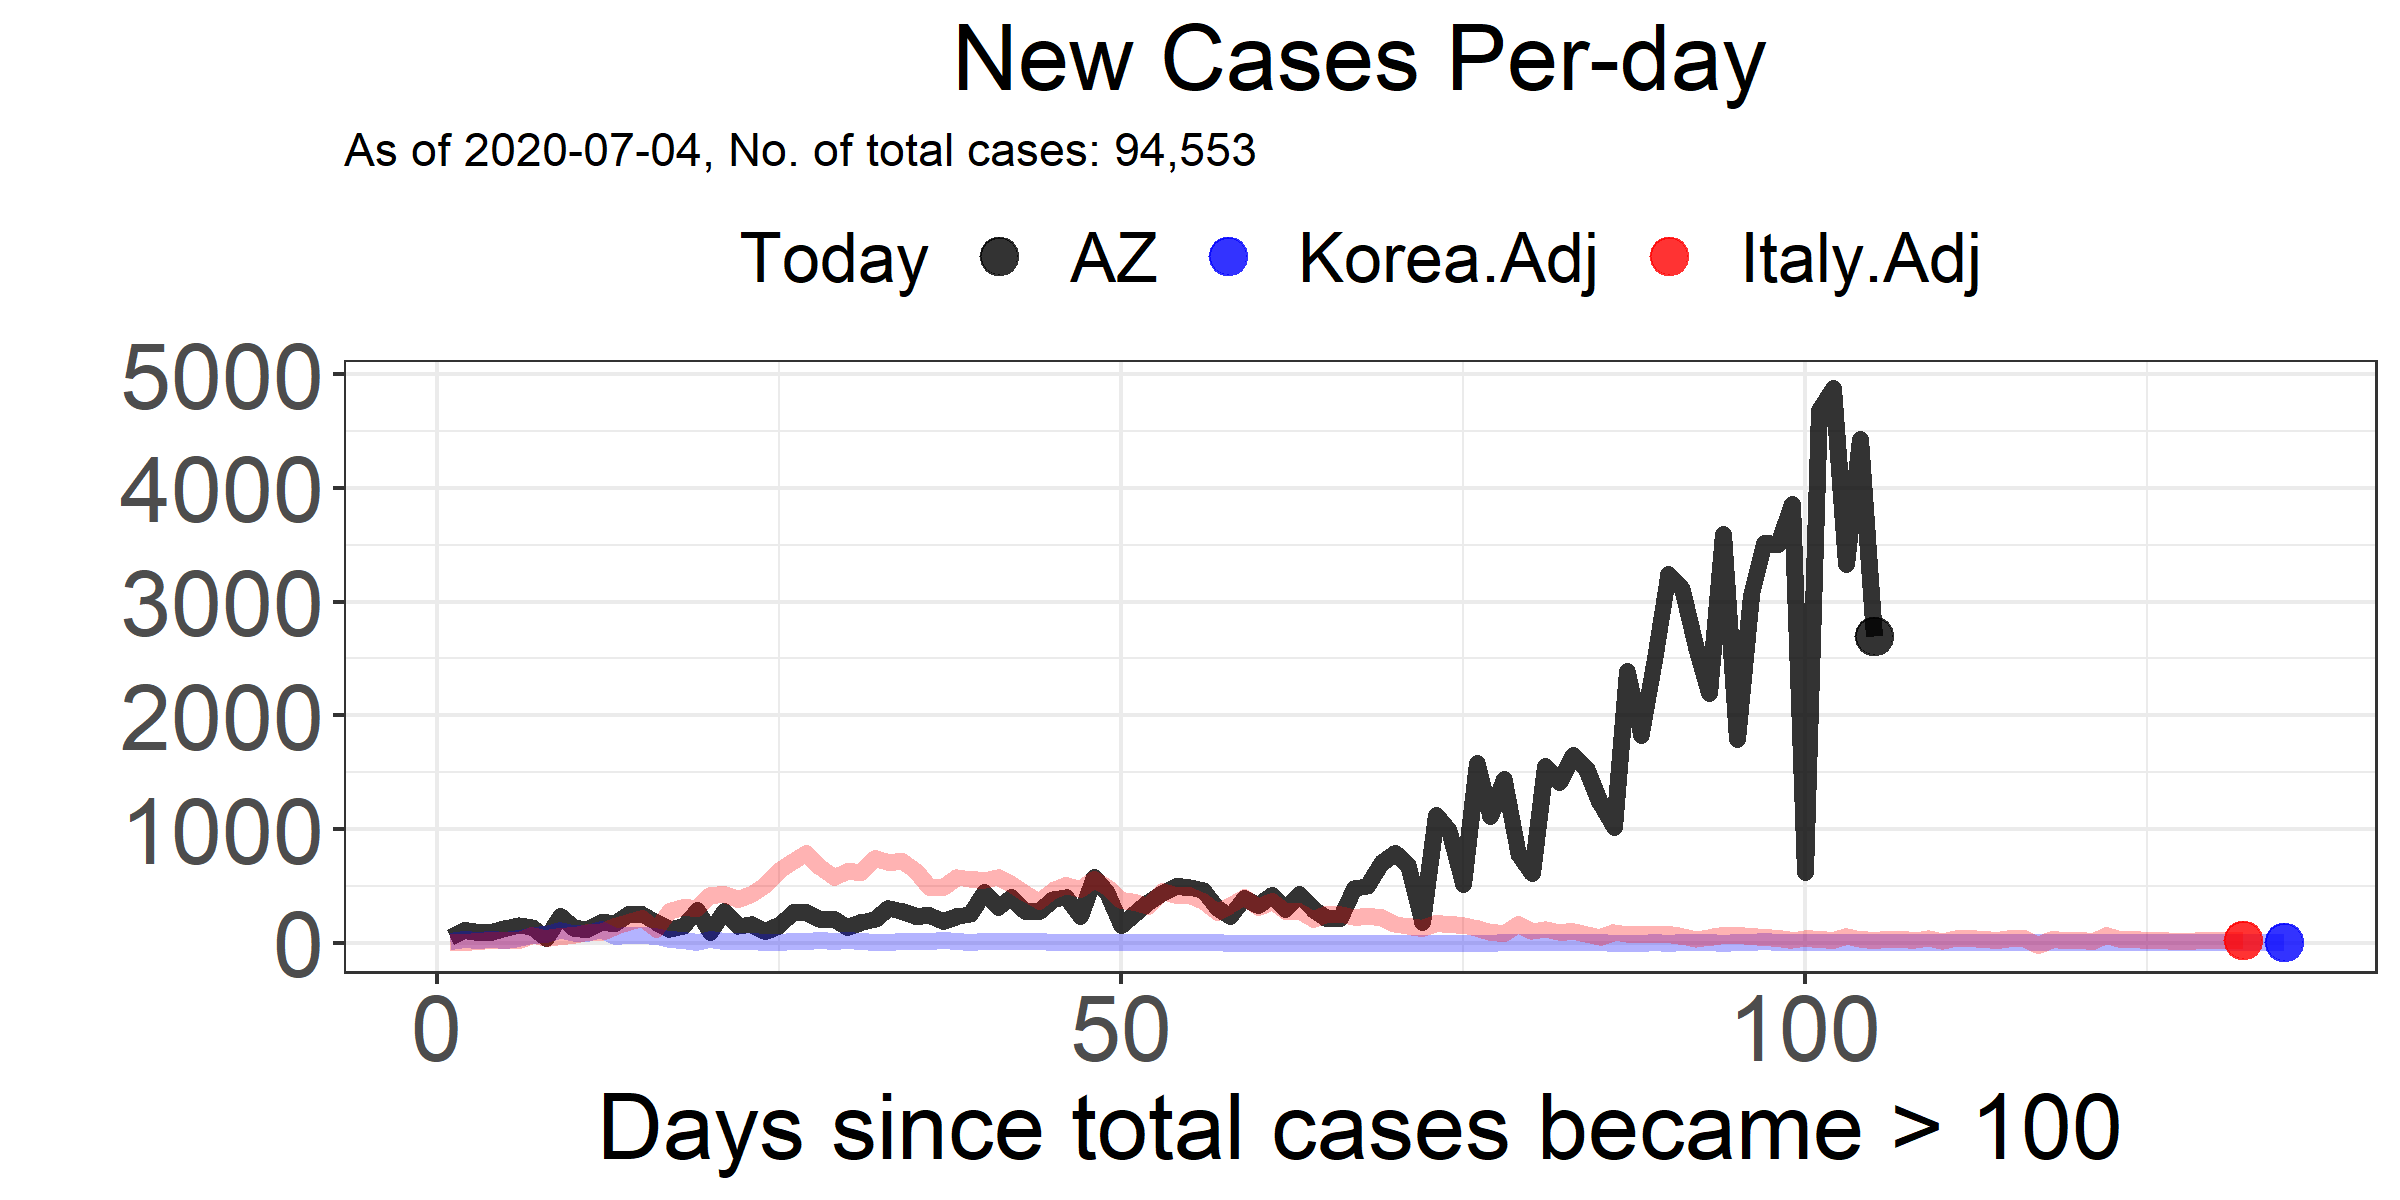 New Cases Per-day
As of 2020-07-04, No. of total cases: 94,553
Today AZ Korea.Adj Italy.Adj
5000
4000
3000
2000
1000
0
0 50 100
Days since total cases became > 100